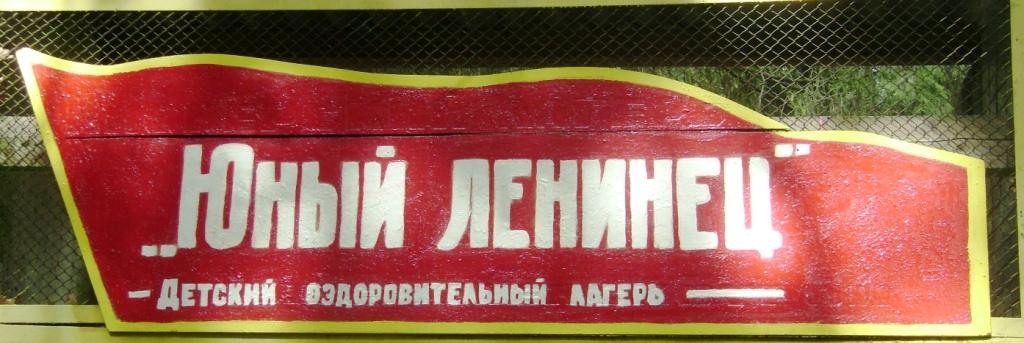 „Юный ленинец"
- Детский оздоровительный лагерь —